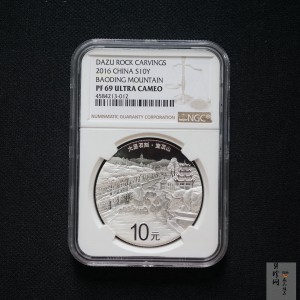 DAZU ROCK CARVINGS
2016 CHINA S10Y
BAODING MOUNTAIN
PF 69 ULTRA CAMEO
4584213-012
NUMISMATIC GUARANTY CORPORATION
NGC
大足石刻·宝顶山
10元